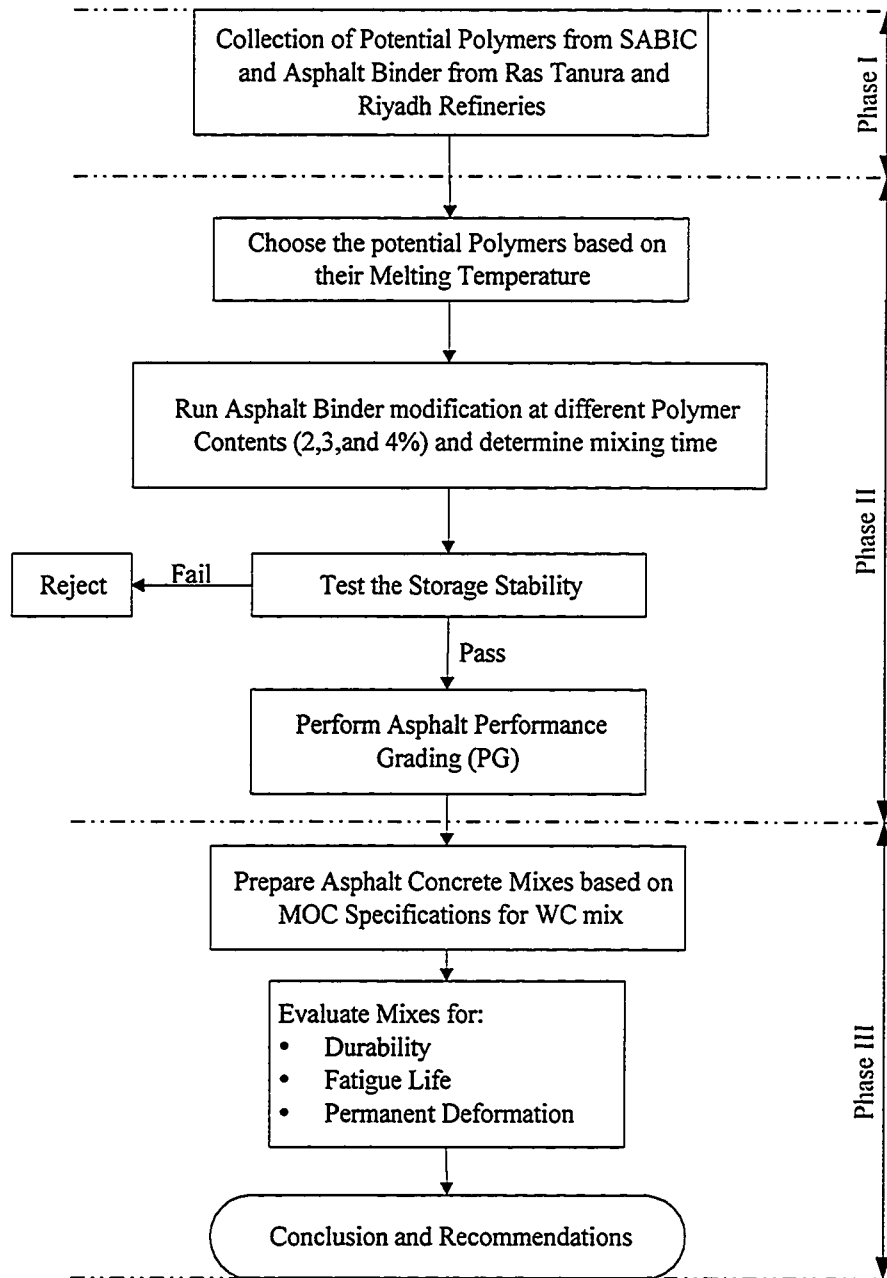 Collection of Potential Polymers from SABIC
and Asphalt Binder from Ras Tanura and
Riyadh Refineries
Phase I
Choose the potential Polymers based on
their Melting Temperature
Run Asphalt Binder modification at different Polymer
Contents (2,3,and 4%) and determine mixing time
Phase II
Reject
Fail
Test the Storage Stability
Pass
Perform Asphalt Performance
Grading (PG)
Prepare Asphalt Concrete Mixes based on
MOC Specifications for WC mix
Evaluate Mixes for:
• Durability
• Fatigue Life
• Permanent Deformation
Phase III
Conclusion and Recommendations